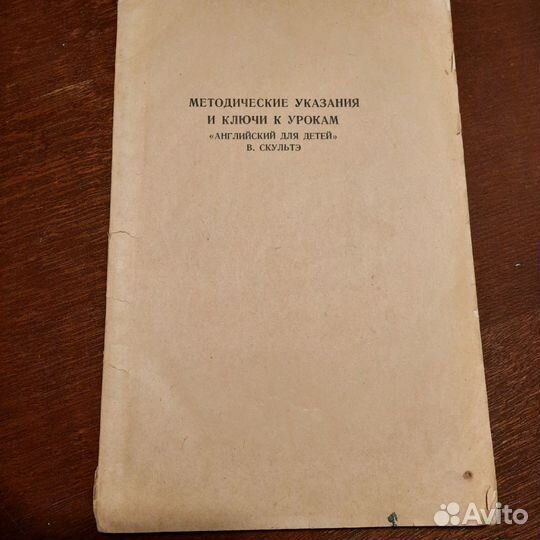 МЕТОДИЧЕСКИЕ УКАЗАНИЯ
И КЛЮЧИ К УРОКАМ
«АНГЛИЙСКИЙ ДЛЯ ДЕТЕЙ»
В. СКУЛЬТЭ
Avito